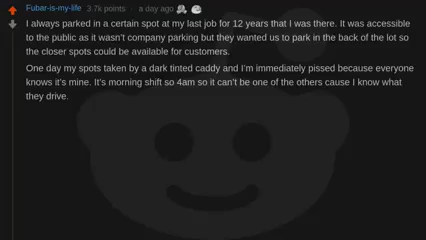 Fubar-is-my-life 3.7k points · a day ago
I always parked in a certain spot at my last job for 12 years that I was there. It was accessible
to the public as it wasn't company parking but they wanted us to park in the back of the lot so
the closer spots could be available for customers.
One day my spots taken by a dark tinted caddy and I'm immediately pissed because everyone
knows it's mine. It's morning shift so 4am so it can't be one of the others cause I know what
they drive.